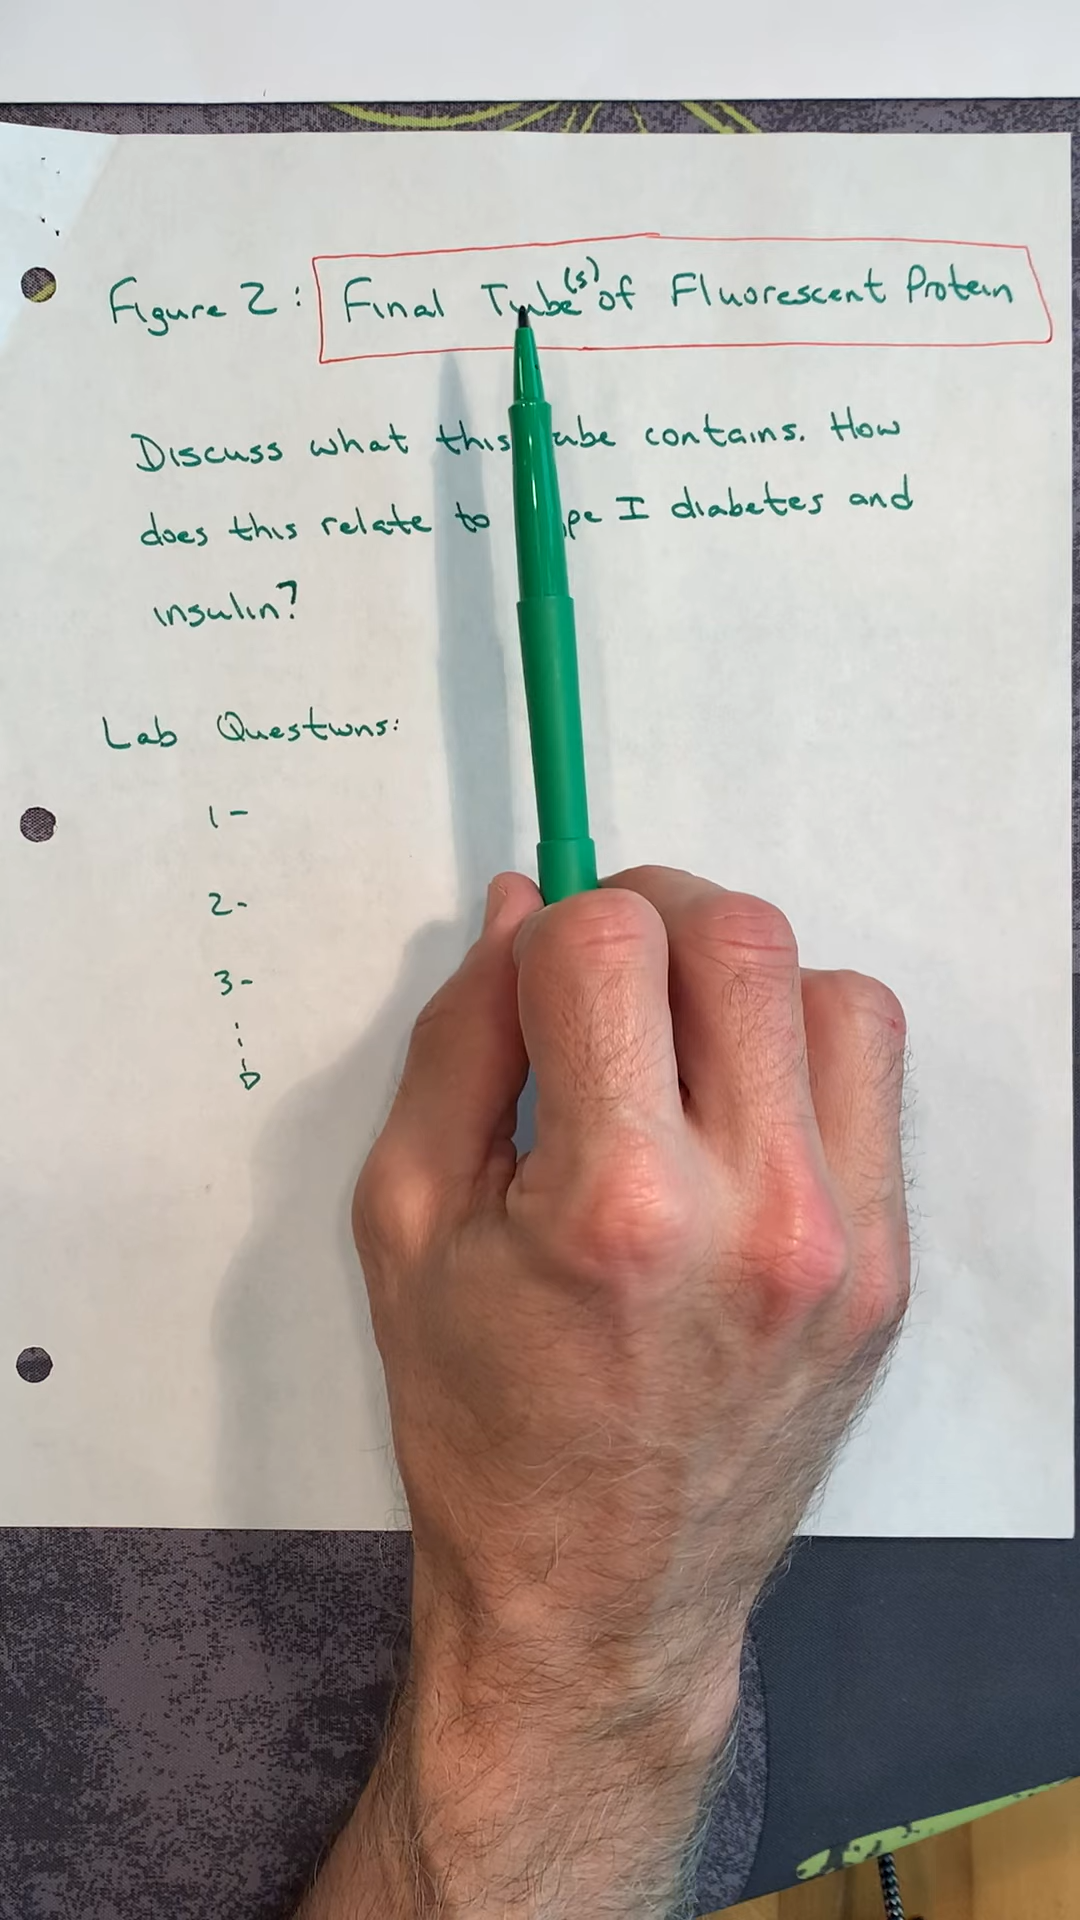 Figure 2: Final Tube(s) of Fluorescent Protein
Discuss what this contains. How
does this relate to I diabetes and
insulin?
Lab Questions:
1-
2-
3-